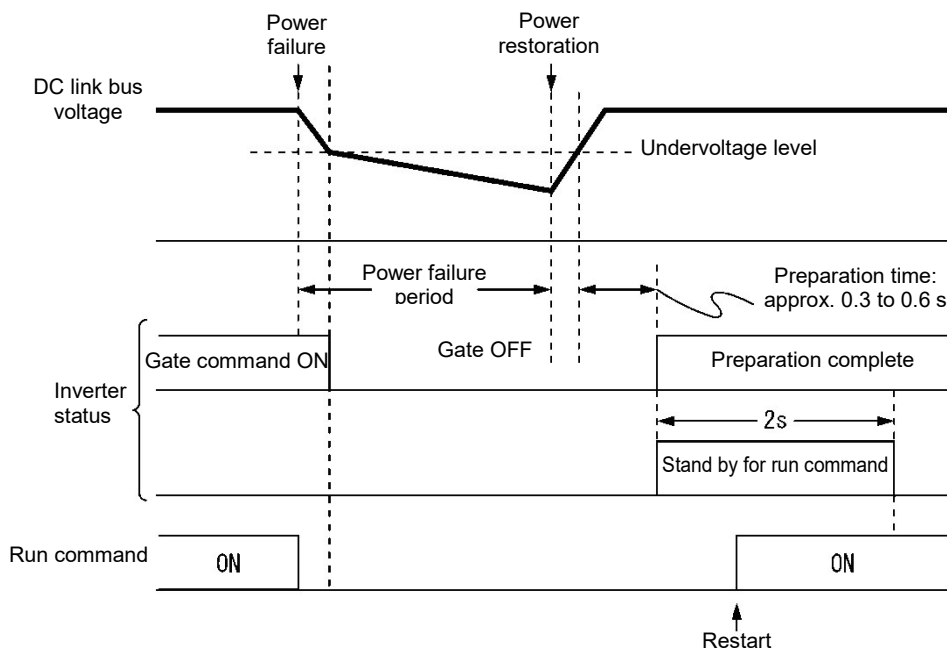 Power
failure
Power
restoration
DC link bus
voltage
Undervoltage level
Power failure
period
Preparation time:
approx. 0.3 to 0.6 s
Gate OFF
Gate command ON
Preparation complete
Inverter
status
2s
Stand by for run command
Run command
ON
ON
Restart